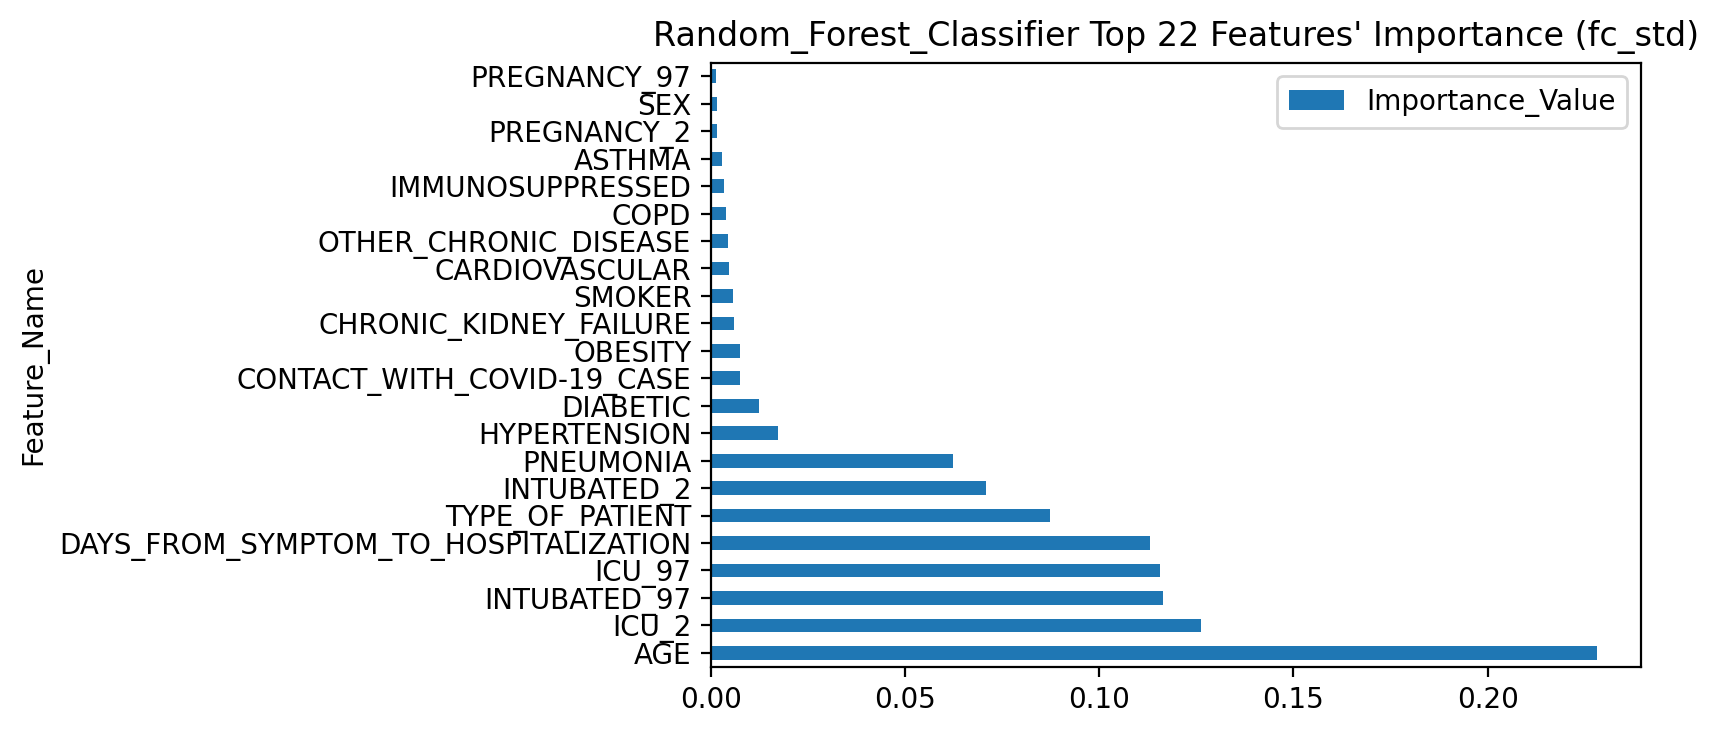 Random_Forest_Classifier Top 22 Features' Importance (fc_std)
Importance_Value
Feature_Name
PREGNANCY_97
SEX
PREGNANCY_2
ASTHMA
IMMUNOSUPPRESSED
COPD
OTHER_CHRONIC_DISEASE
CARDIOVASCULAR
SMOKER
CHRONIC_KIDNEY_FAILURE
OBESITY
CONTACT_WITH_COVID-19_CASE
DIABETIC
HYPERTENSION
PNEUMONIA
INTUBATED_2
TYPE_OF_PATIENT
DAYS_FROM_SYMPTOM_TO_HOSPITALIZATION
ICU_97
INTUBATED_97
ICU_2
AGE
0.00 0.05 0.10 0.15 0.20